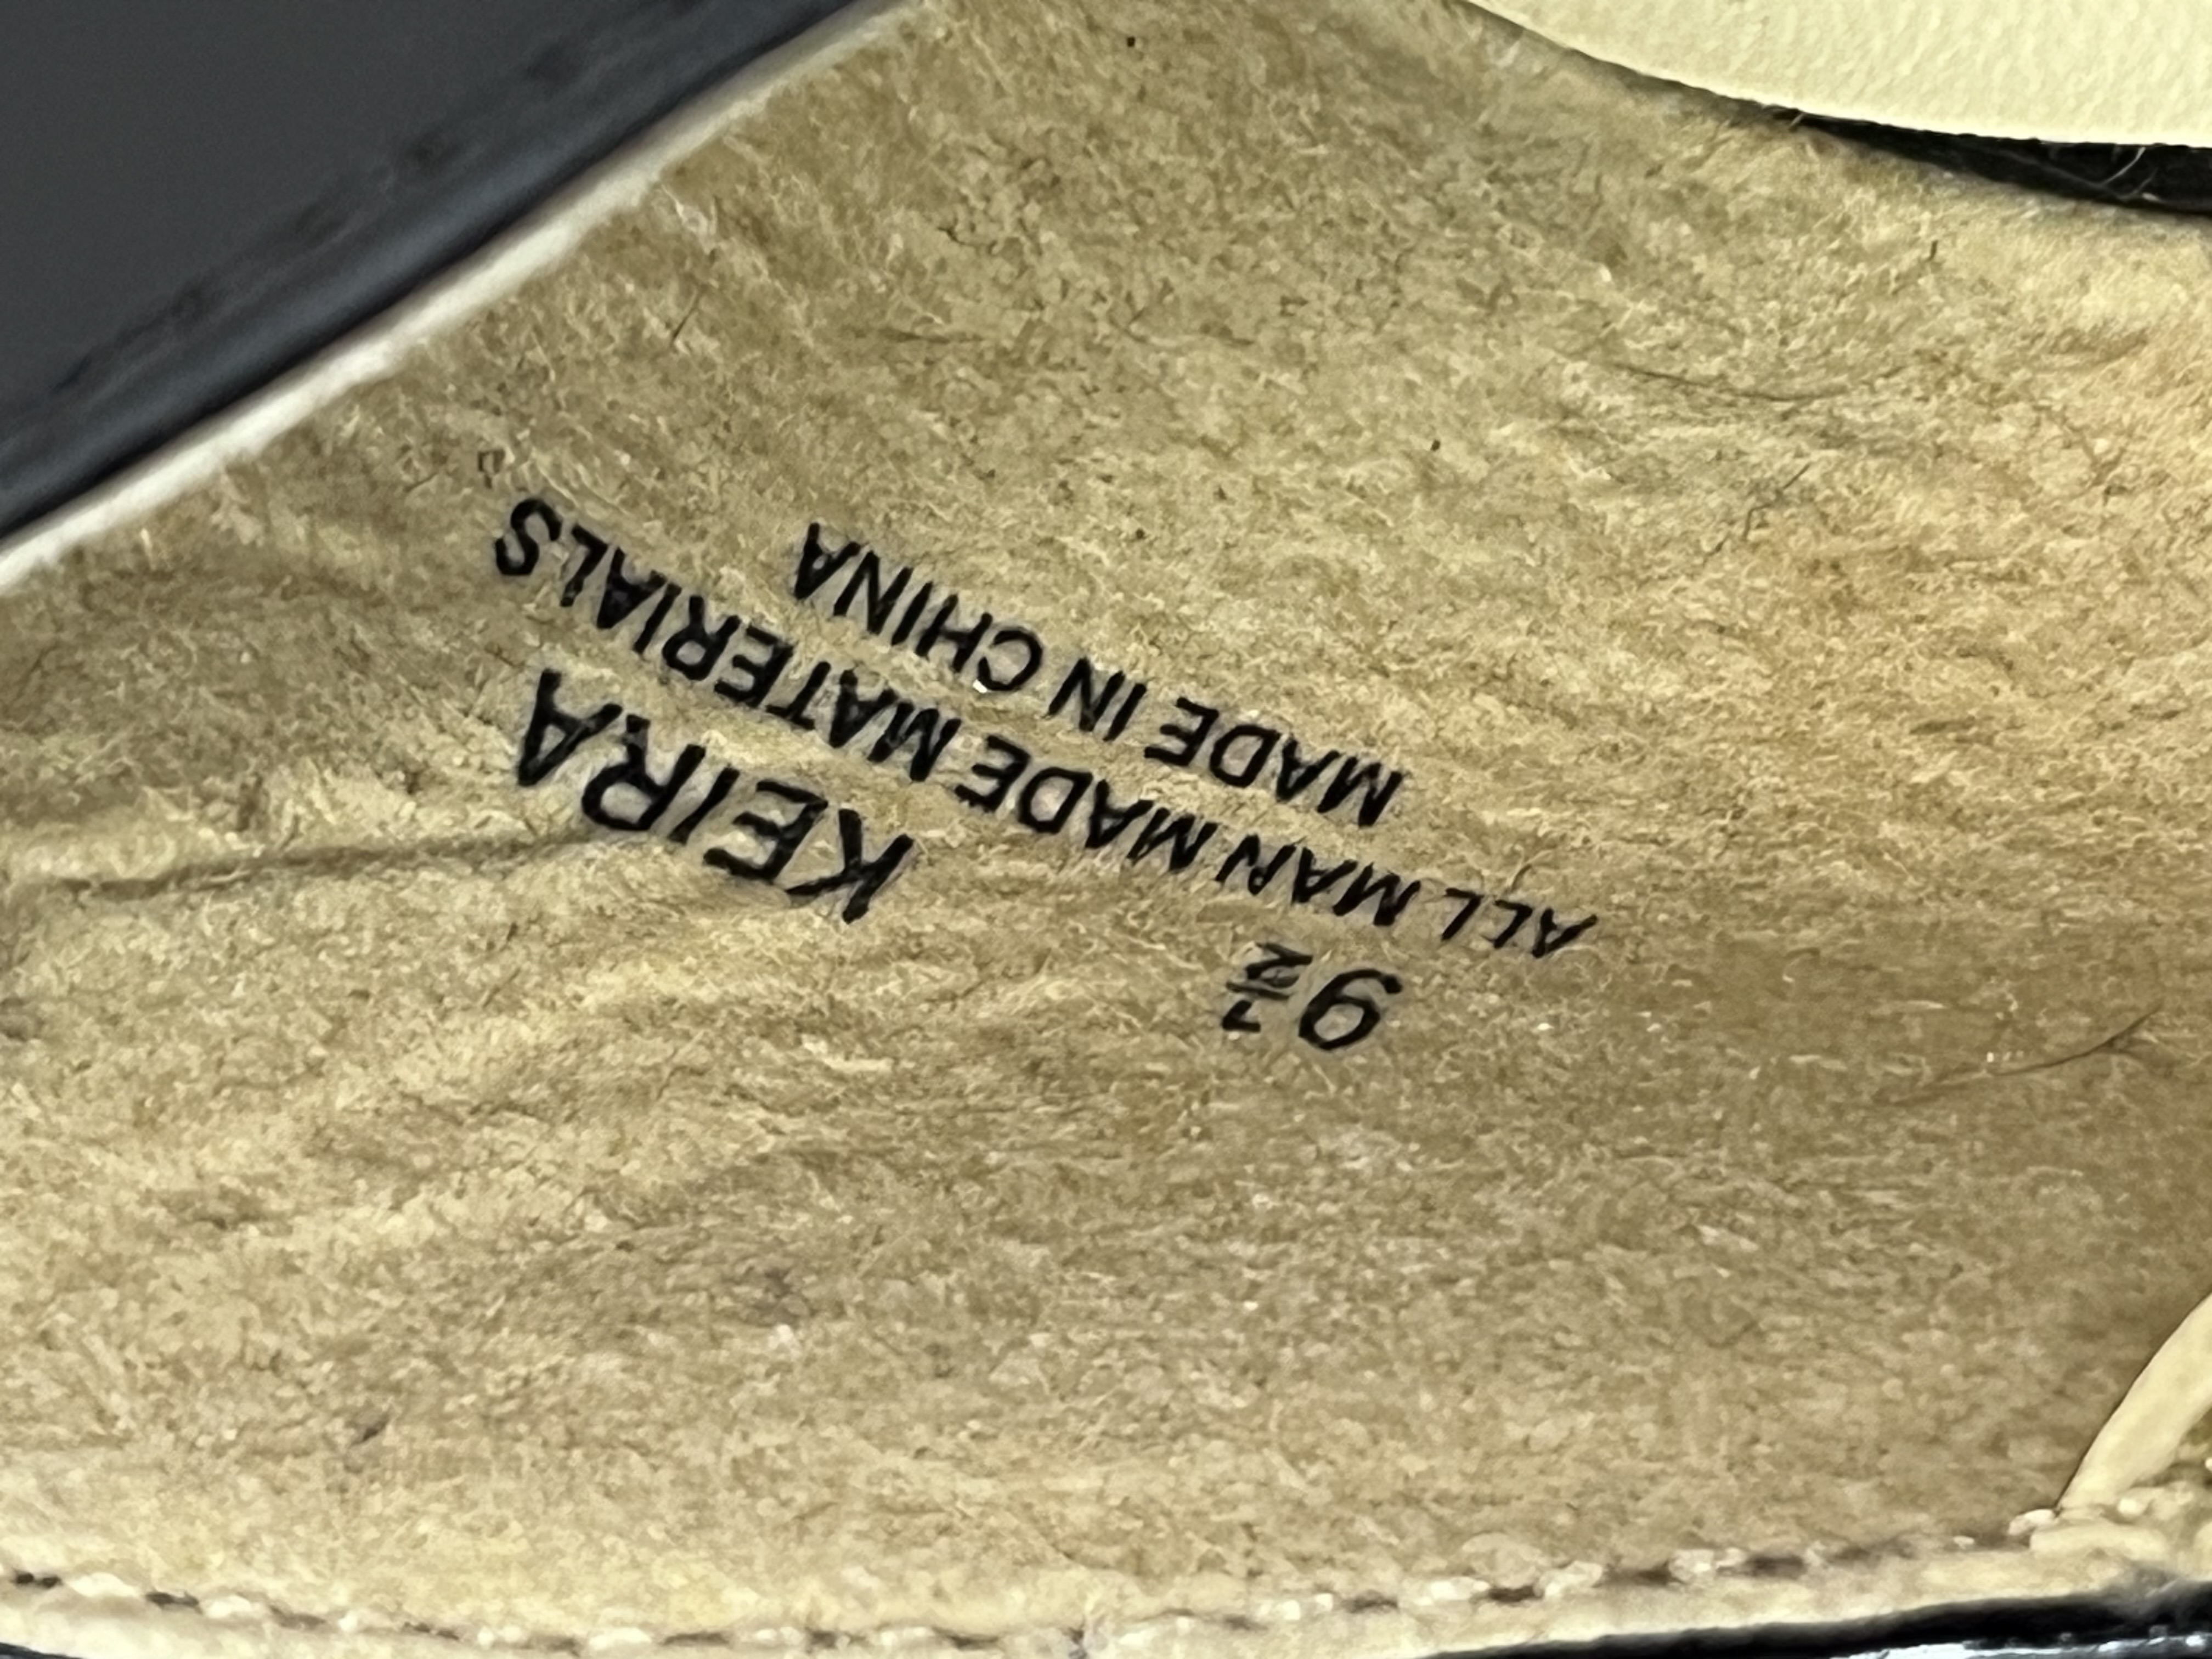 9½ KEIRA
ALL MAN MADE MATERIALS
MADE IN CHINA